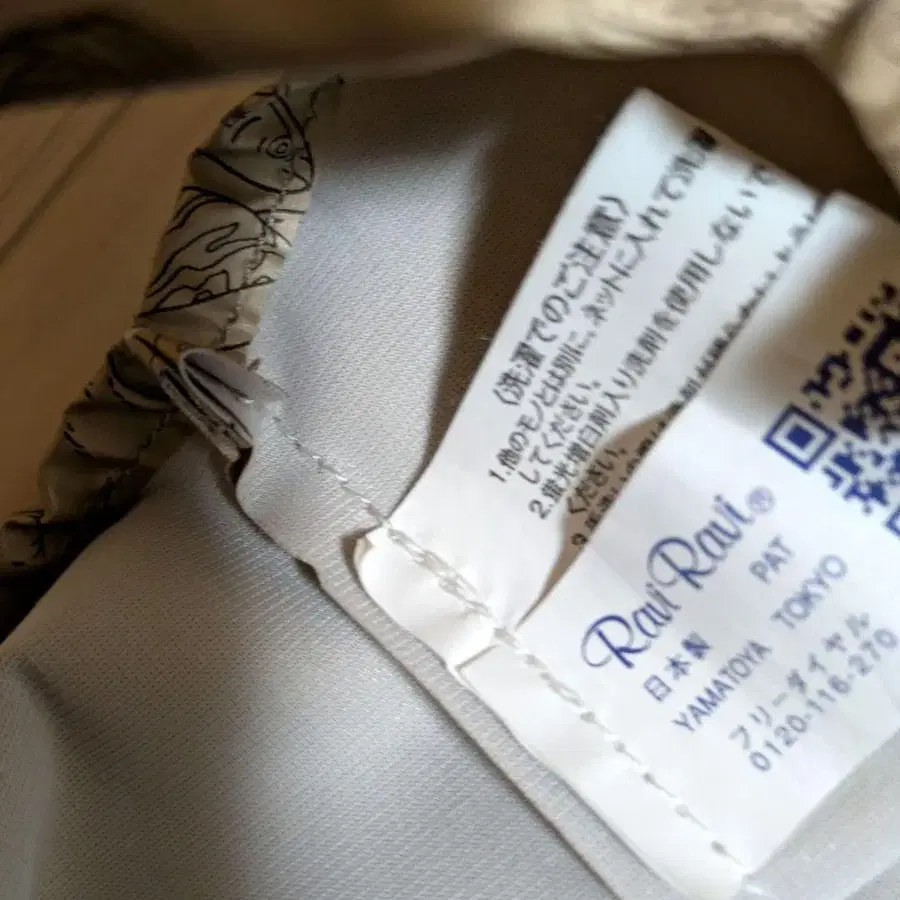 (洗濯でのご注意)
1.他のモノとは別に、ネットに入れて洗濯
してください。
2.蛍光増白剤入り洗剤を使用しないで
ください。
Ravi Ravi®
PAT
日本製
YAMATOYA TOKYO
フリーダイヤル
0120-116-270